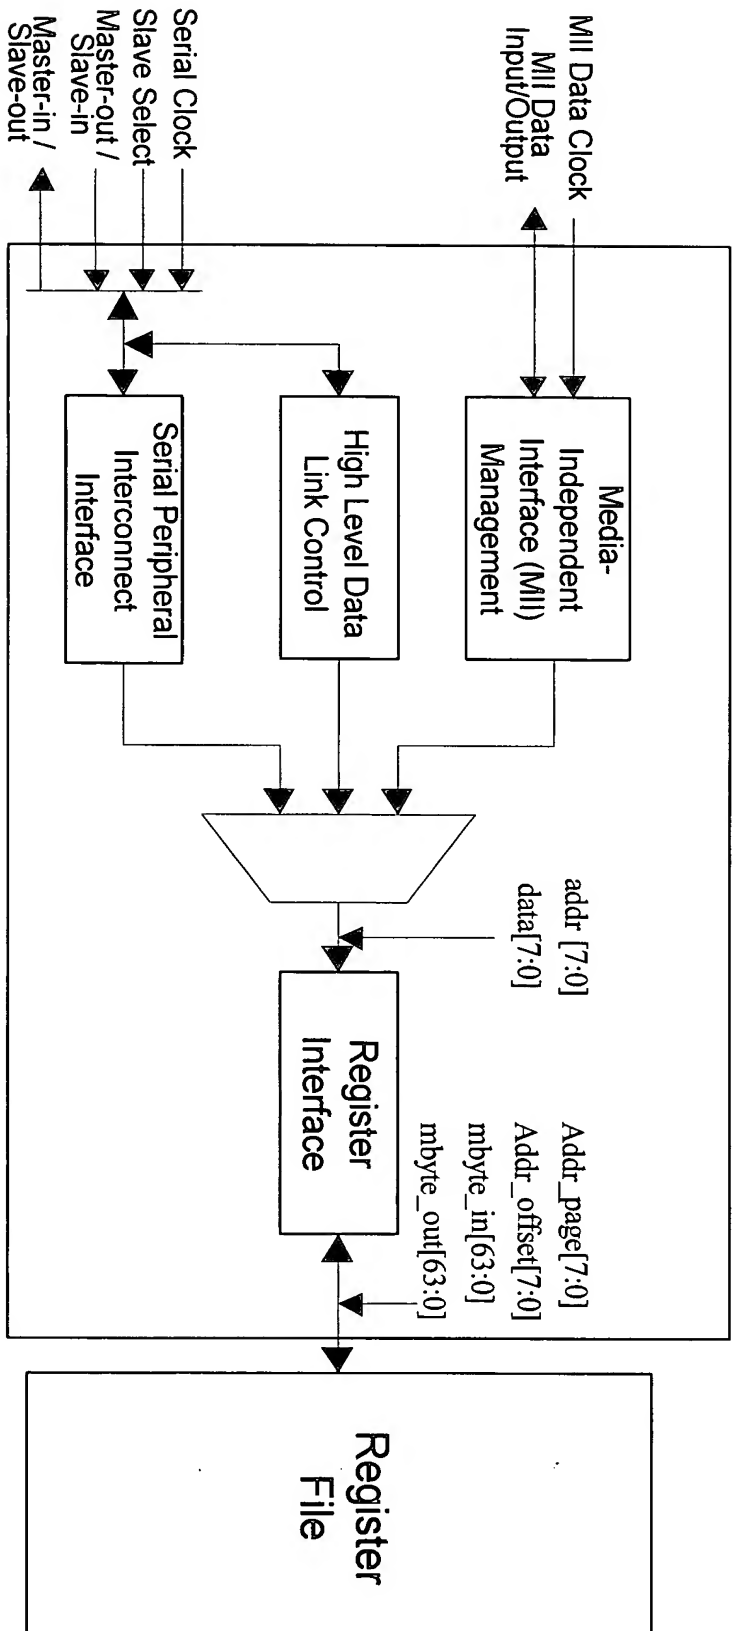 MII Data Clock
MII Data
Input/Output
Serial Clock
Slave Select
Master-out /
Slave-in
Master-in /
Slave-out
Media-
Independent
Interface (MII)
Management
High Level Data
Link Control
Serial Peripheral
Interconnect
Interface
addr [7:0]
data[7:0]
Register
Interface
Addr_page[7:0]
Addr_offset[7:0]
mbyte_in[63:0]
mbyte_out[63:0]
Register
File